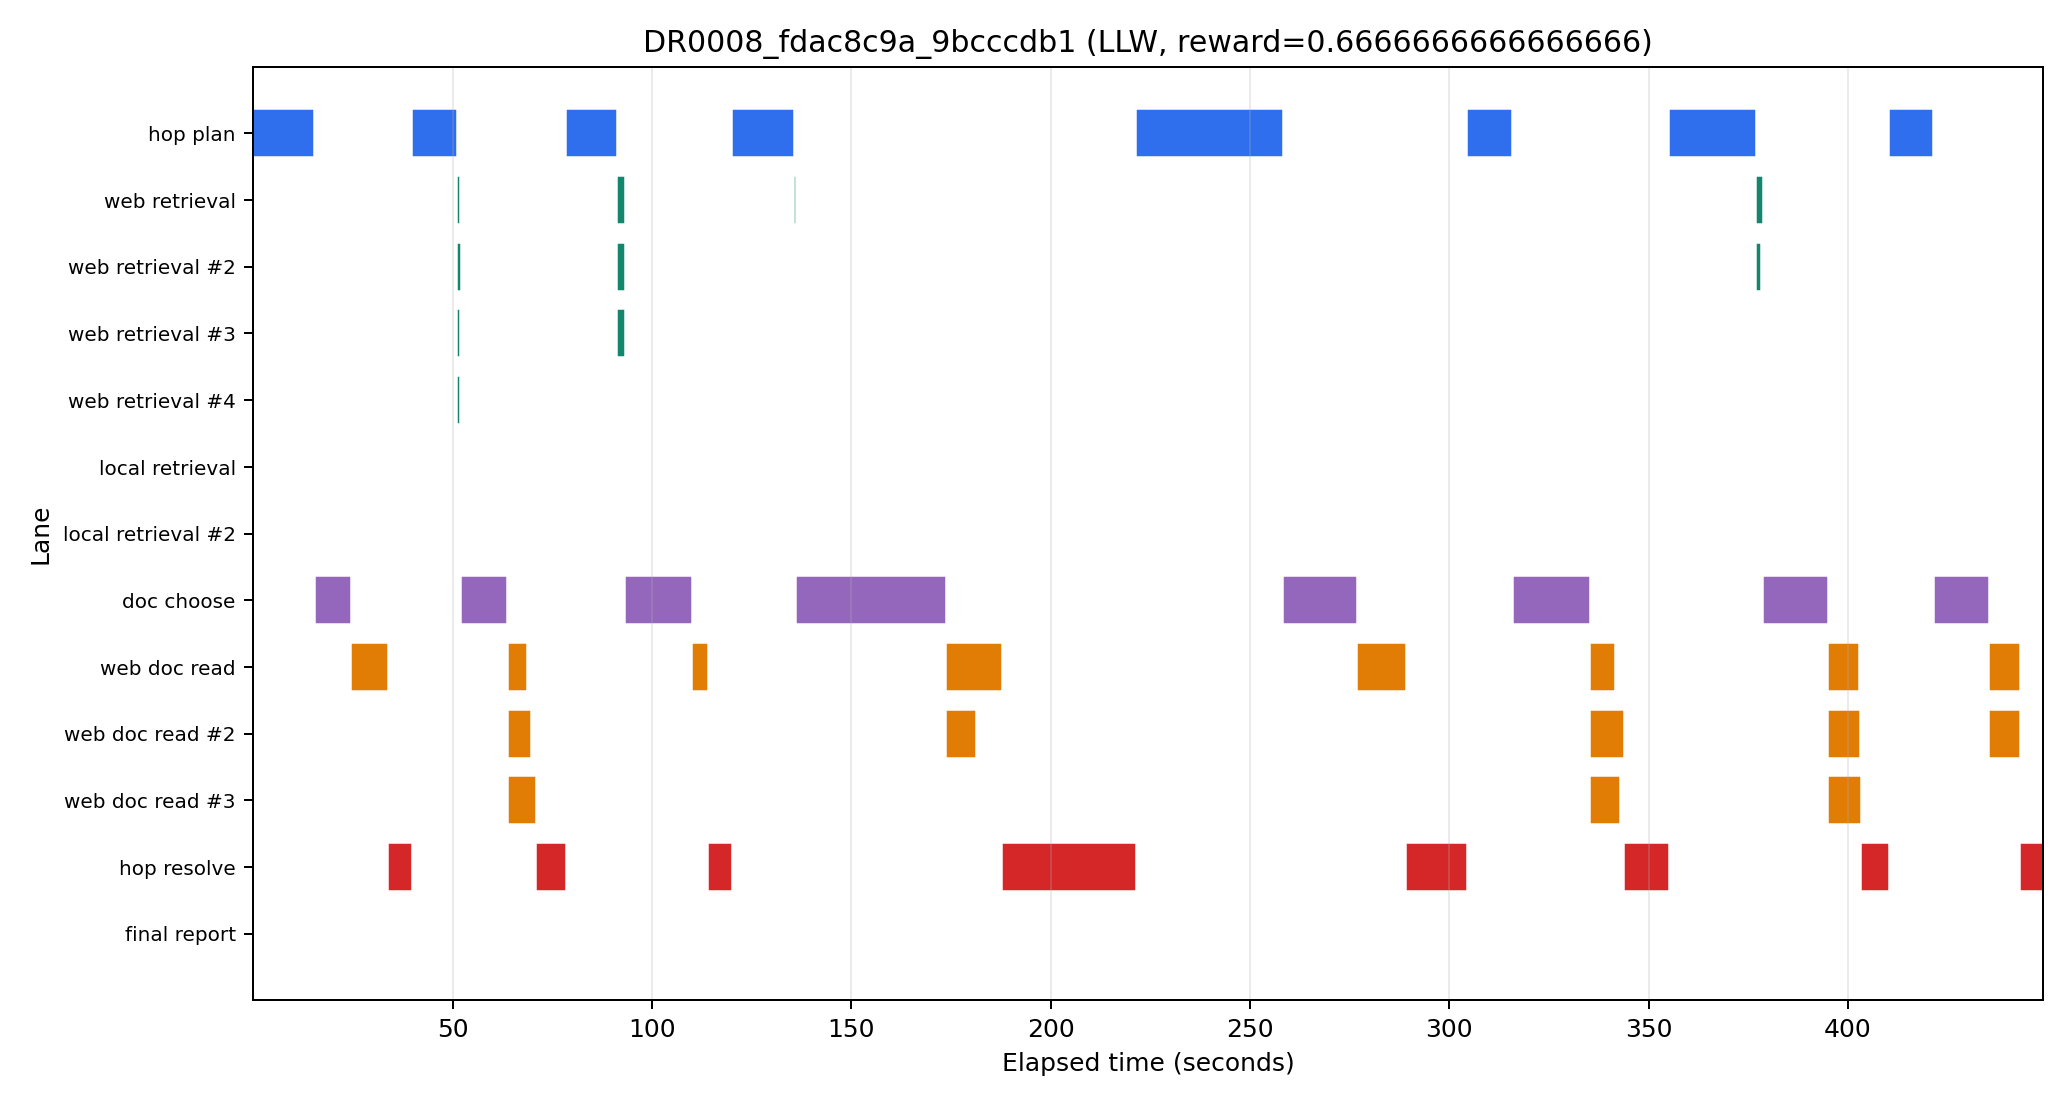 DR0008_fdac8c9a_9bcccdb1 (LLW, reward=0.6666666666666666)
Lane
hop plan
web retrieval
web retrieval #2
web retrieval #3
web retrieval #4
local retrieval
local retrieval #2
doc choose
web doc read
web doc read #2
web doc read #3
hop resolve
final report
50 100 150 200 250 300 350 400
Elapsed time (seconds)